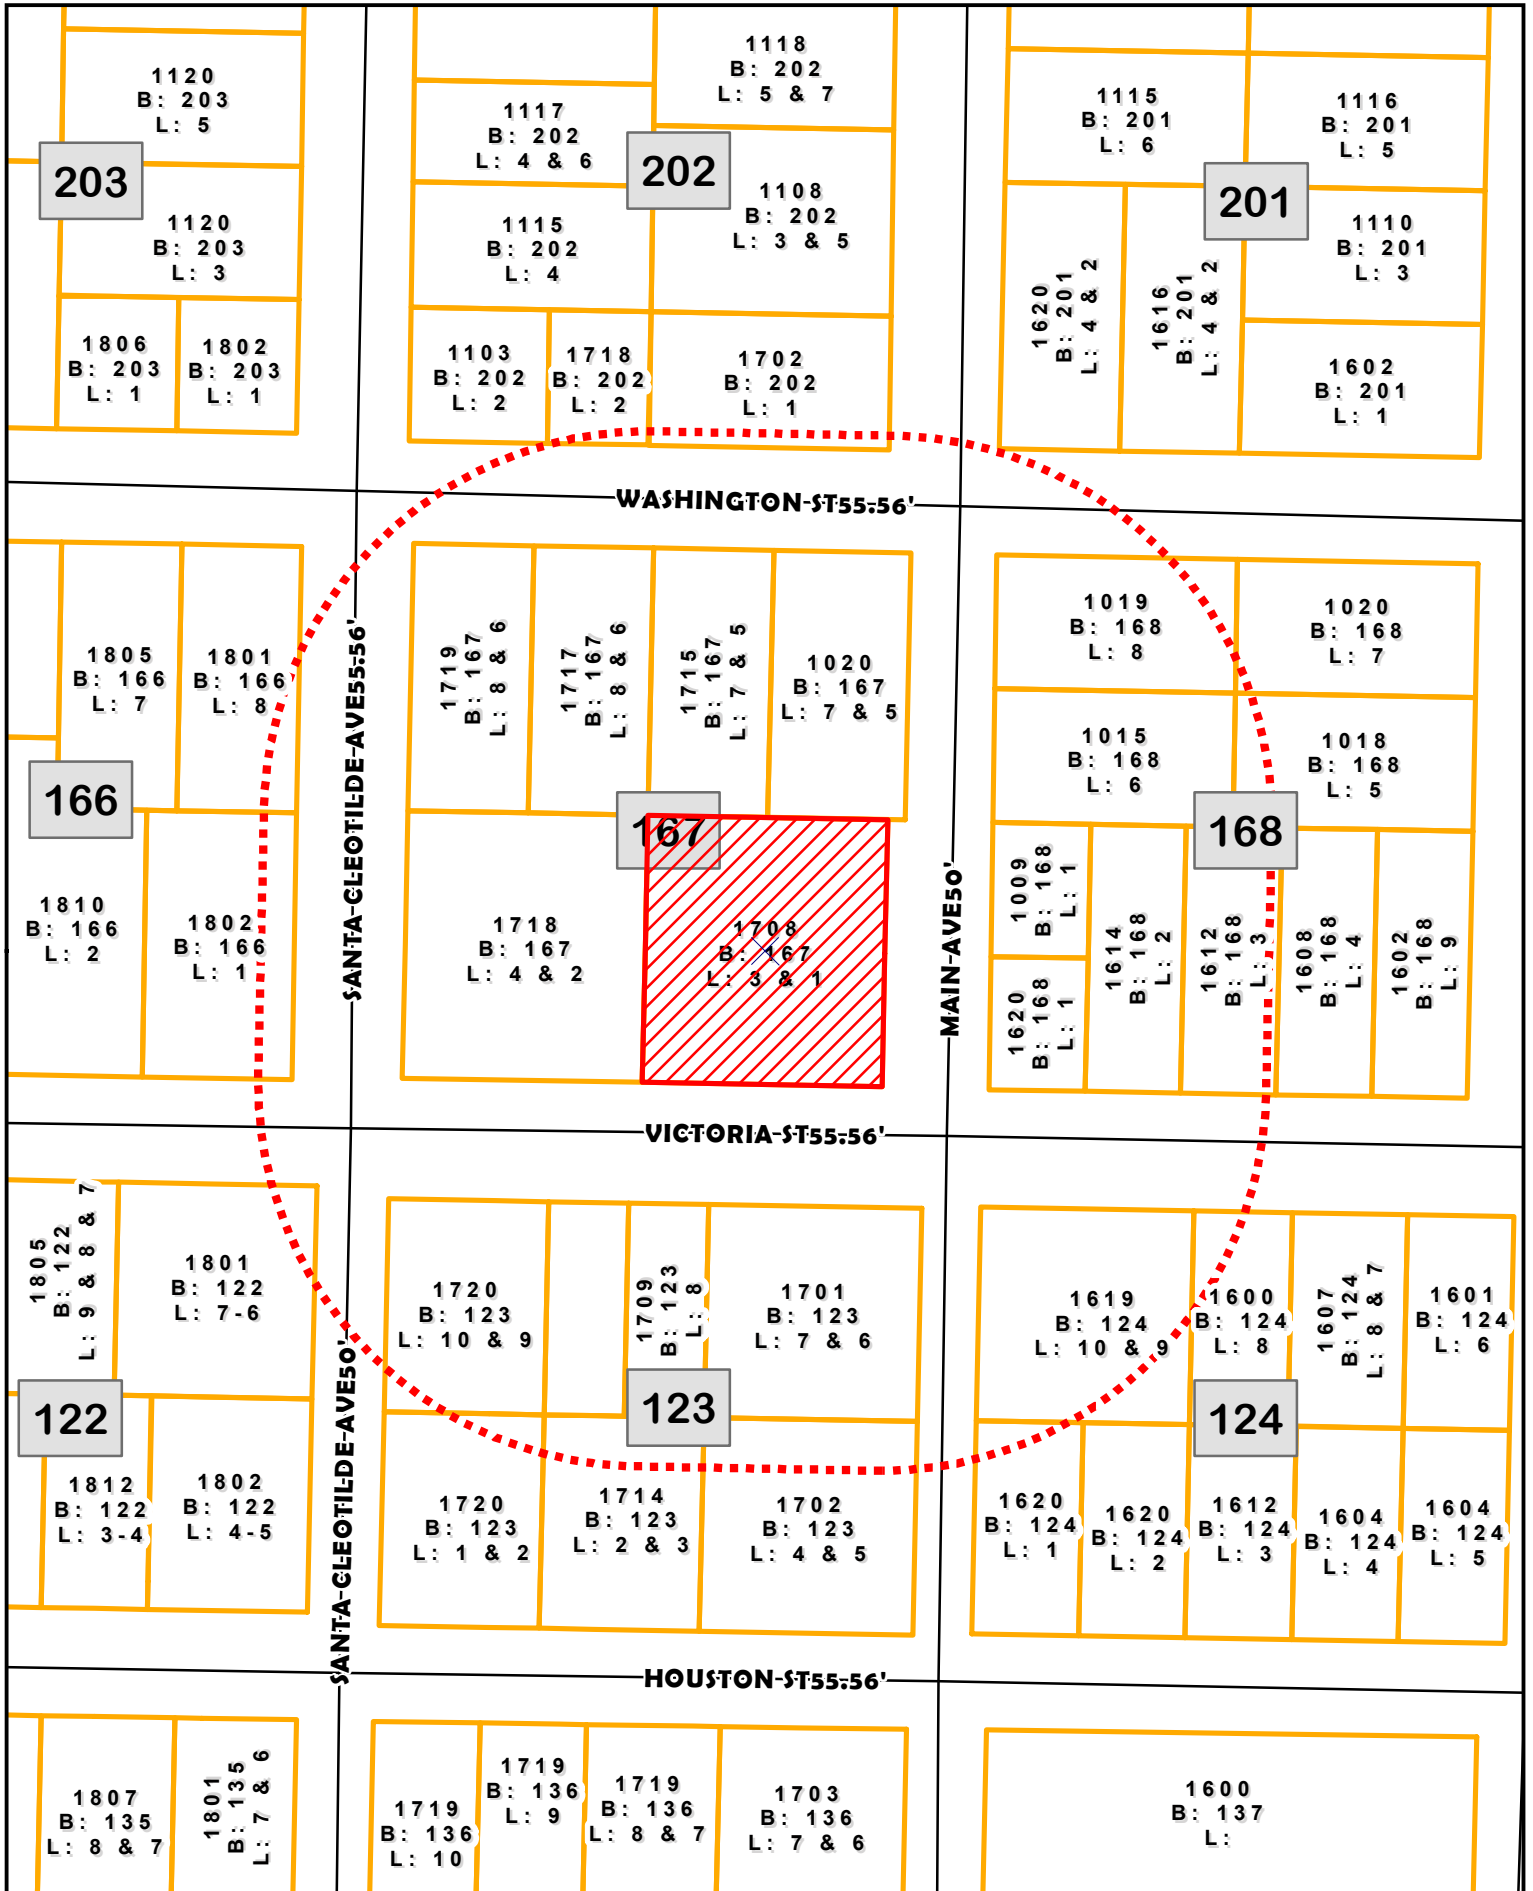 1120
B: 203
L: 5
203
1120
B: 203
L: 3
1806
B: 203
L: 1
1802
B: 203
L: 1
1118
B: 202
L: 5 & 7
1117
B: 202
L: 4 & 6
202
1108
B: 202
L: 3 & 5
1115
B: 202
L: 4
1103
B: 202
L: 2
1718
B: 202
L: 2
1702
B: 202
L: 1
1115
B: 201
L: 6
1116
B: 201
L: 5
201
1110
B: 201
L: 3
1620
B: 201
L: 4 & 2
1616
B: 201
L: 4 & 2
1602
B: 201
L: 1
WASHINGTON ST 55.56'
SANTA CLEOTILDE AVE 55.56'
1805
B: 166
L: 7
1801
B: 166
L: 8
166
1810
B: 166
L: 2
1802
B: 166
L: 1
1719
B: 167
L: 8 & 6
1717
B: 167
L: 8 & 6
1715
B: 167
L: 7 & 5
1020
B: 167
L: 7 & 5
167
1718
B: 167
L: 4 & 2
1708
B: 167
L: 3 & 1
MAIN AVE 50'
1019
B: 168
L: 8
1020
B: 168
L: 7
1015
B: 168
L: 6
1018
B: 168
L: 5
168
1009
B: 168
L: 1
1620
B: 168
L: 1
1614
B: 168
L: 2
1612
B: 168
L: 3
1608
B: 168
L: 4
1602
B: 168
L: 9
VICTORIA ST 55.56'
1805
B: 122
L: 9 & 8 & 7
1801
B: 122
L: 7-6
122
1812
B: 122
L: 3-4
1802
B: 122
L: 4-5
SANTA CLEOTILDE AVE 50'
1720
B: 123
L: 10 & 9
1709
B: 123
L: 8
1701
B: 123
L: 7 & 6
123
1720
B: 123
L: 1 & 2
1714
B: 123
L: 2 & 3
1702
B: 123
L: 4 & 5
1619
B: 124
L: 10 & 9
1600
B: 124
L: 8
1607
B: 124
L: 8 & 7
1601
B: 124
L: 6
124
1620
B: 124
L: 1
1620
B: 124
L: 2
1612
B: 124
L: 3
1604
B: 124
L: 4
1604
B: 124
L: 5
HOUSTON ST 55.56'
1807
B: 135
L: 8 & 7
1801
B: 135
L: 7 & 6
1719
B: 136
L: 10
1719
B: 136
L: 9
1719
B: 136
L: 8 & 7
1703
B: 136
L: 7 & 6
1600
B: 137
L: